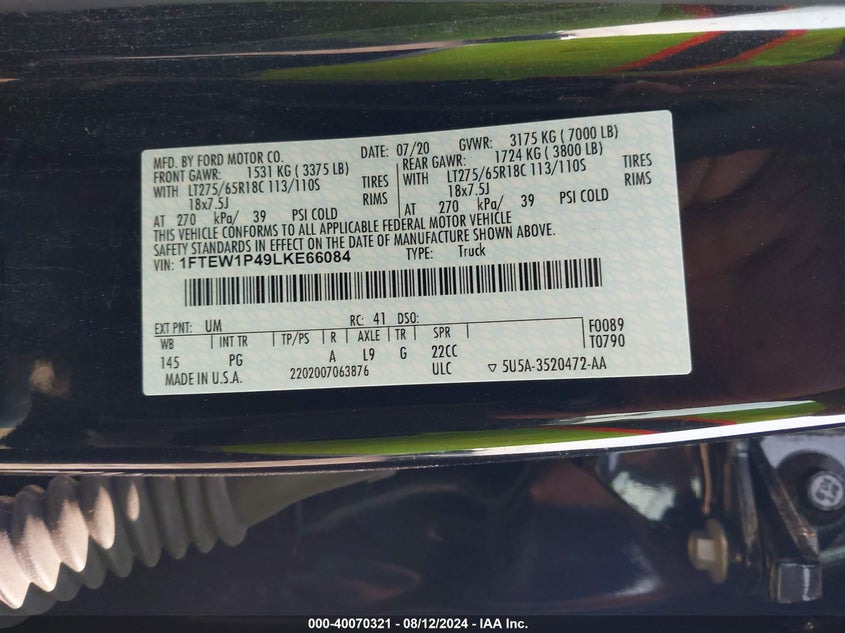 MFD. BY FORD MOTOR CO. DATE: 07/20 GVWR: 3175 KG ( 7000 LB)
FRONT GAWR: 1531 KG ( 3375 LB) REAR GAWR: 1724 KG ( 3800 LB)
WITH LT275/65R18C 113/110S TIRES WITH LT275/65R18C 113/110S TIRES
18x7.5J RIMS 18x7.5J RIMS
AT 270 kPa/ 39 PSI COLD AT 270 kPa/ 39 PSI COLD
THIS VEHICLE CONFORMS TO ALL APPLICABLE FEDERAL MOTOR VEHICLE
SAFETY STANDARDS IN EFFECT ON THE DATE OF MANUFACTURE SHOWN ABOVE.
VIN: 1FTEW1P49LKE66084 TYPE: Truck
EXT PNT: UM RC: 41 DSO: F0089
WB INT TR TP/PS R AXLE TR SPR T0790
145 PG A L9 G 22CC
MADE IN U.S.A. 2202007063876 ULC ▽ 5U5A-3520472-AA
000-40070321 - 08/12/2024 - IAA Inc.